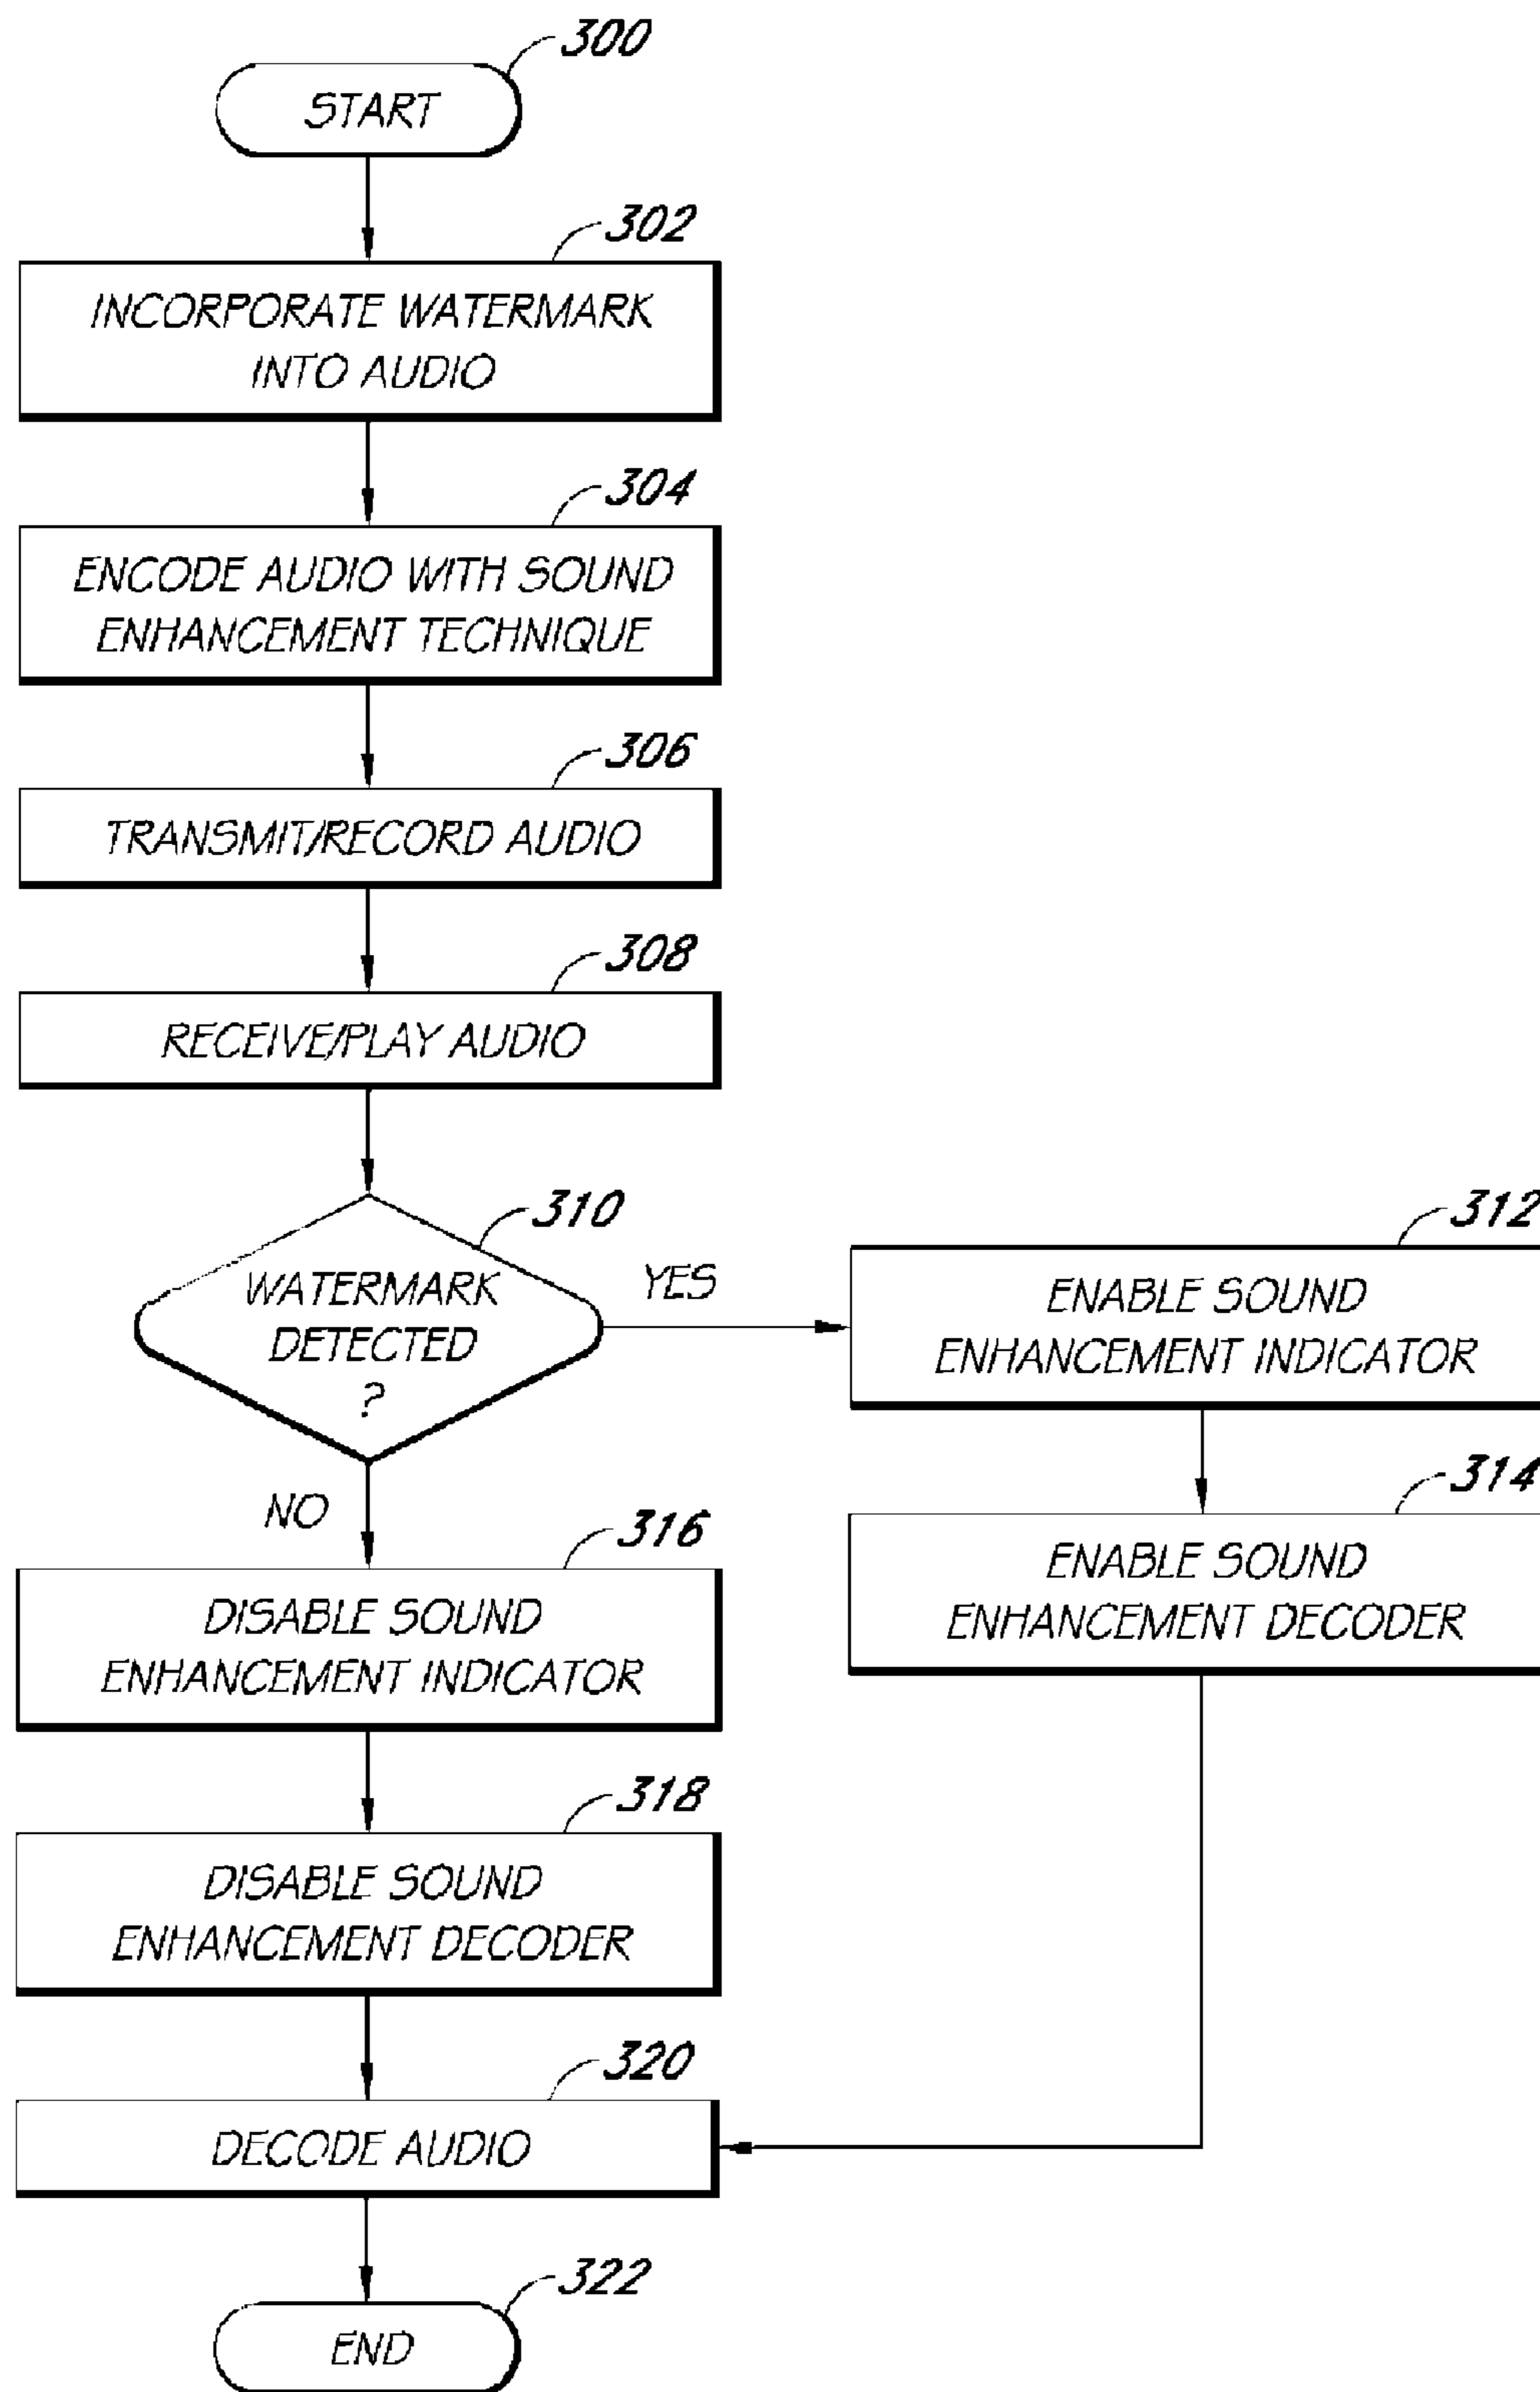 300
START
302
INCORPORATE WATERMARK
INTO AUDIO
304
ENCODE AUDIO WITH SOUND
ENHANCEMENT TECHNIQUE
306
TRANSMIT/RECORD AUDIO
308
RECEIVE/PLAY AUDIO
310
WATERMARK
DETECTED
?
YES
312
ENABLE SOUND
ENHANCEMENT INDICATOR
314
ENABLE SOUND
ENHANCEMENT DECODER
NO
316
DISABLE SOUND
ENHANCEMENT INDICATOR
318
DISABLE SOUND
ENHANCEMENT DECODER
320
DECODE AUDIO
322
END